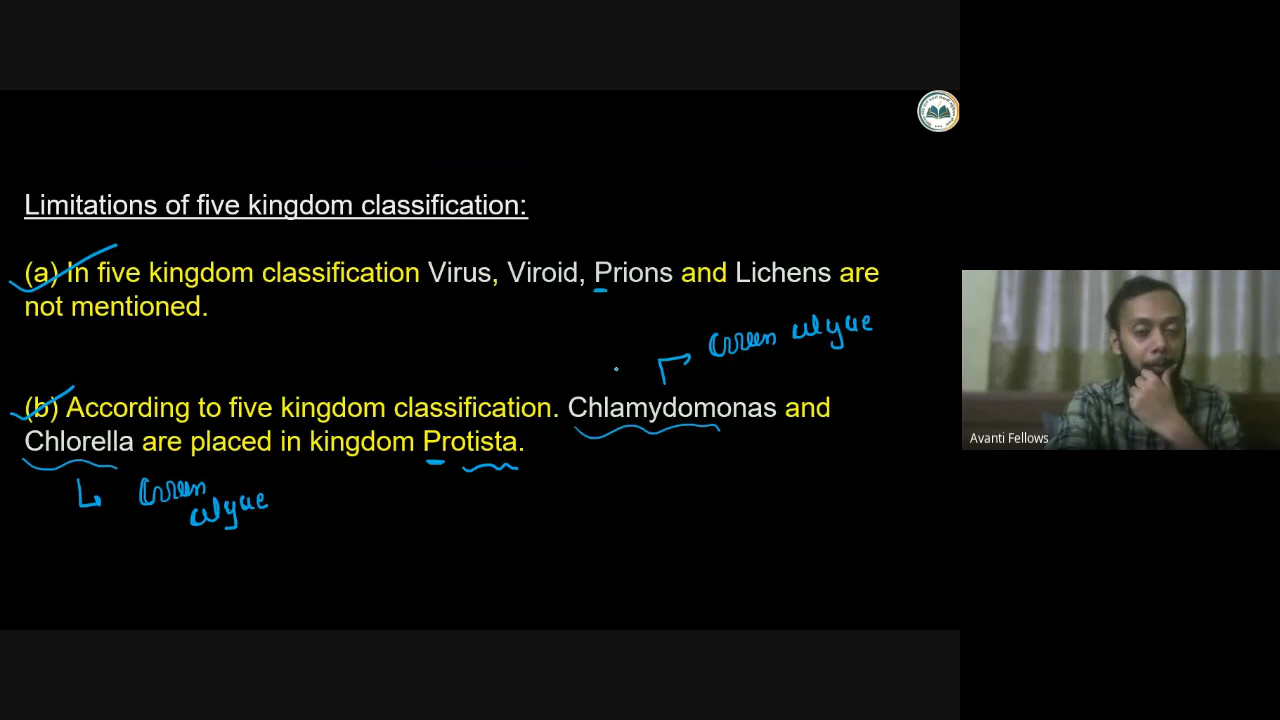 Limitations of five kingdom classification:
(a) In five kingdom classification Virus, Viroid, Prions and Lichens are
not mentioned.
Green algae
(b) According to five kingdom classification. Chlamydomonas and
Chlorella are placed in kingdom Protista.
Green
algae
Avanti Fellows